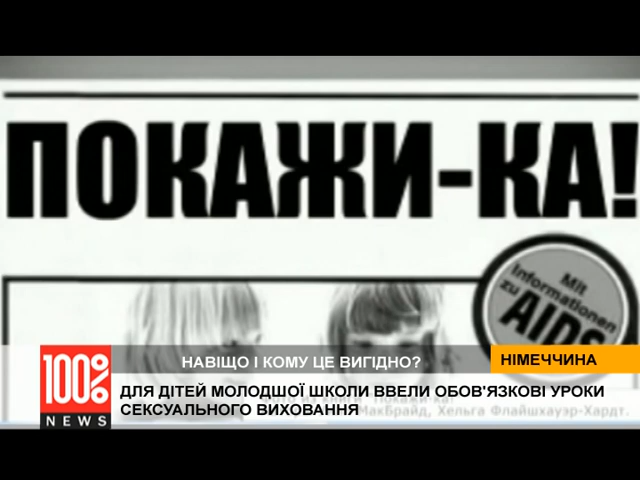 ПОКАЖИ-КА!
Mit
Informationen
zu
AIDS
НАВІЩО І КОМУ ЦЕ ВИГІДНО?
НІМЕЧЧИНА
100%
NEWS
ДЛЯ ДІТЕЙ МОЛОДШОЇ ШКОЛИ ВВЕЛИ ОБОВ'ЯЗКОВІ УРОКИ
СЕКСУАЛЬНОГО ВИХОВАННЯ
МакБрайд, Хельга Флайшхауэр-Хардт.